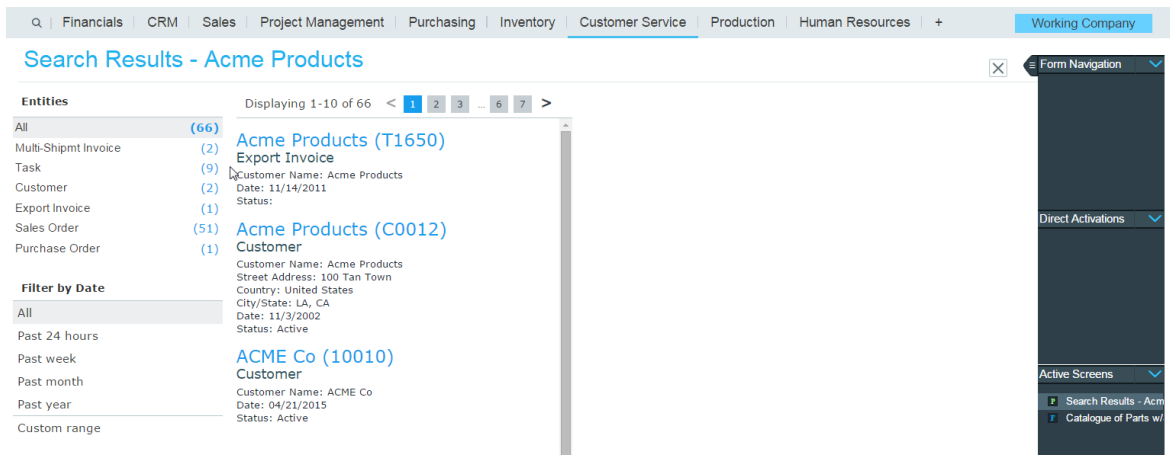 Financials CRM Sales Project Management Purchasing Inventory Customer Service Production Human Resources + Working Company
Search Results - Acme Products
Entities
All (66)
Multi-Shipmt Invoice (2)
Task (9)
Customer (2)
Export Invoice (1)
Sales Order (51)
Purchase Order (1)
Filter by Date
All
Past 24 hours
Past week
Past month
Past year
Custom range
Displaying 1-10 of 66 < 1 2 3 ... 6 7 >
Acme Products (T1650)
Export Invoice
Customer Name: Acme Products
Date: 11/14/2011
Status:
Acme Products (C0012)
Customer
Customer Name: Acme Products
Street Address: 100 Tan Town
Country: United States
City/State: LA, CA
Date: 11/3/2002
Status: Active
ACME Co (10010)
Customer
Customer Name: ACME Co
Date: 04/21/2015
Status: Active
Form Navigation
Direct Activations
Active Screens
P Search Results - Acm
F Catalogue of Parts w/